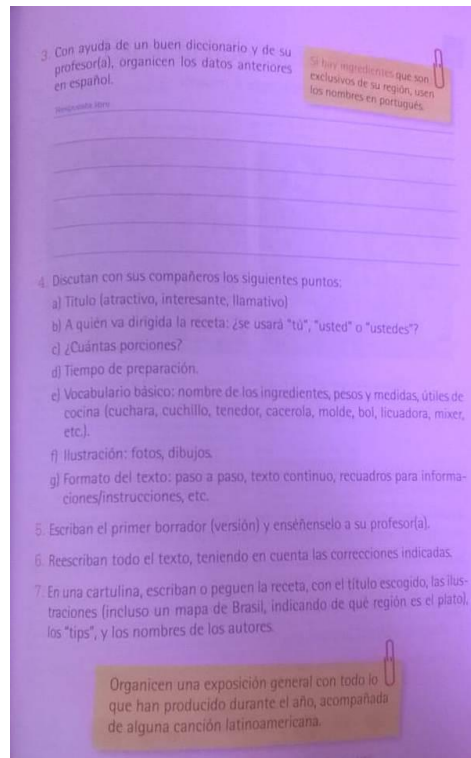 3. Con ayuda de un buen diccionario y de su
profesor(a), organicen los datos anteriores
en español.
Si hay ingredientes que son
exclusivos de su región, usen
los nombres en portugués.
Respuesta libre
4. Discutan con sus compañeros los siguientes puntos:
a) Título (atractivo, interesante, llamativo)
b) A quién va dirigida la receta: ¿se usará "tú", "usted" o "ustedes"?
c) ¿Cuántas porciones?
d) Tiempo de preparación.
e) Vocabulario básico: nombre de los ingredientes, pesos y medidas, útiles de
cocina (cuchara, cuchillo, tenedor, cacerola, molde, bol, licuadora, mixer,
etc.).
f) Ilustración: fotos, dibujos.
g) Formato del texto: paso a paso, texto continuo, recuadros para informa-
ciones/instrucciones, etc.
5. Escriban el primer borrador (versión) y enséñenselo a su profesor(a).
6. Reescriban todo el texto, teniendo en cuenta las correcciones indicadas.
7. En una cartulina, escriban o peguen la receta, con el título escogido, las ilus-
traciones (incluso un mapa de Brasil, indicando de qué región es el plato),
los "tips", y los nombres de los autores.
Organicen una exposición general con todo lo
que han producido durante el año, acompañada
de alguna canción latinoamericana.